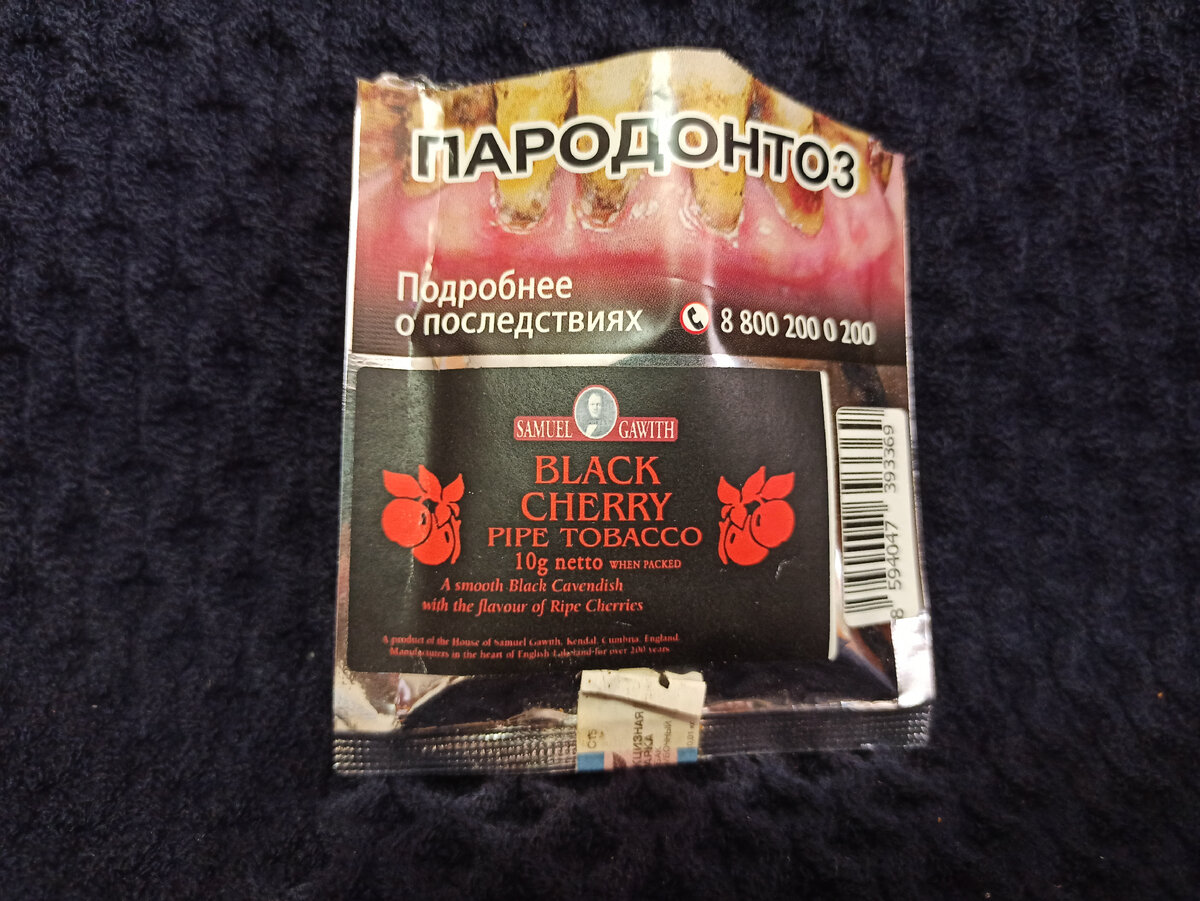 ПАРОДОНТОЗ
Подробнее
о последствиях
8 800 200 0 200
SAMUEL GAWITH
BLACK
CHERRY
PIPE TOBACCO
10g netto WHEN PACKED
A smooth Black Cavendish
with the flavour of Ripe Cherries
A product of the House of Samuel Gawith, Kendal, Cumbria, England.
Manufacturers in the heart of English Lakeland for over 200 years
8 594047 393369